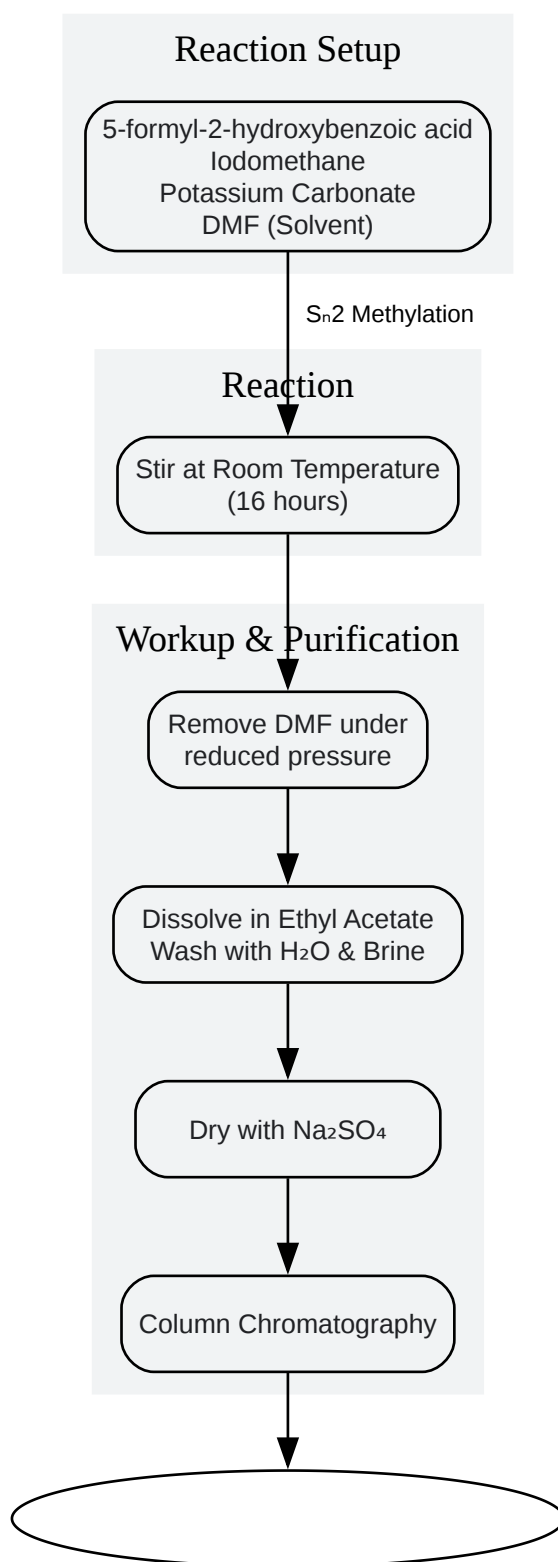 Reaction Setup
5-formyl-2-hydroxybenzoic acid
Iodomethane
Potassium Carbonate
DMF (Solvent)
Sₙ2 Methylation
Reaction
Stir at Room Temperature
(16 hours)
Workup & Purification
Remove DMF under
reduced pressure
Dissolve in Ethyl Acetate
Wash with H₂O & Brine
Dry with Na₂SO₄
Column Chromatography